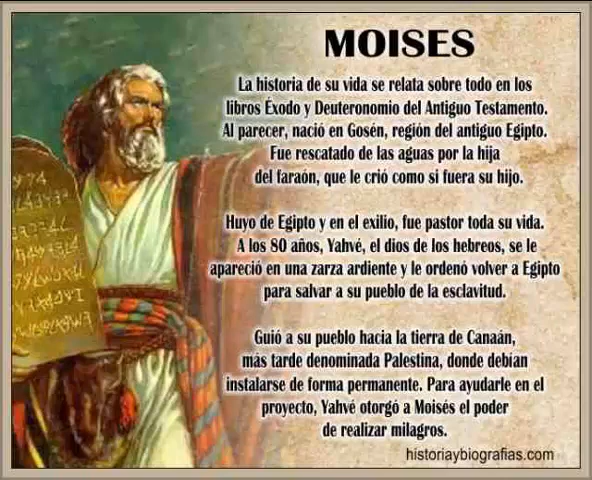 MOISES
La historia de su vida se relata sobre todo en los
libros Éxodo y Deuteronomio del Antiguo Testamento.
Al parecer, nació en Gosén, región del antiguo Egipto.
Fue rescatado de las aguas por la hija
del faraón, que le crió como si fuera su hijo.
Huyo de Egipto y en el exilio, fue pastor toda su vida.
A los 80 años, Yahvé, el dios de los hebreos, se le
apareció en una zarza ardiente y le ordenó volver a Egipto
para salvar a su pueblo de la esclavitud.
Guió a su pueblo hacia la tierra de Canaán,
más tarde denominada Palestina, donde debían
instalarse de forma permanente. Para ayudarle en el
proyecto, Yahvé otorgó a Moisés el poder
de realizar milagros.
historiaybiografias.com